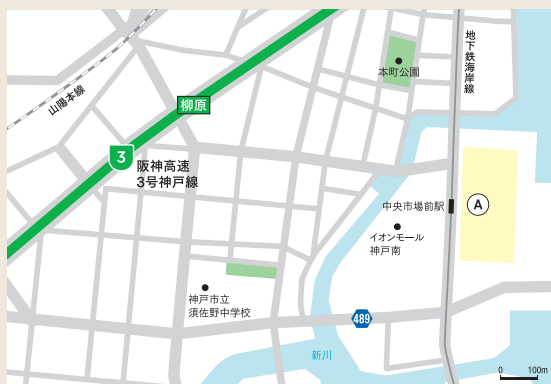 山陽本線
柳原
3
阪神高速
3号神戸線
本町公園
地下鉄海岸線
中央市場前駅
A
イオンモール
神戸南
神戸市立
須佐野中学校
489
新川
0 100m